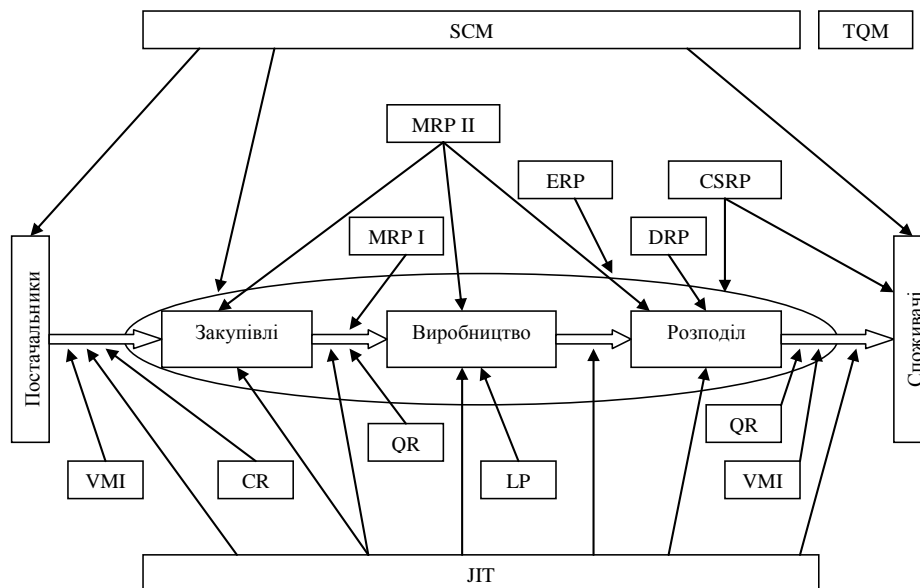 SCM
TQM
MRP II
ERP
CSRP
MRP I
DRP
Постачальники
Закупівлі
Виробництво
Розподіл
Споживачі
QR
QR
VMI
CR
LP
VMI
JIT